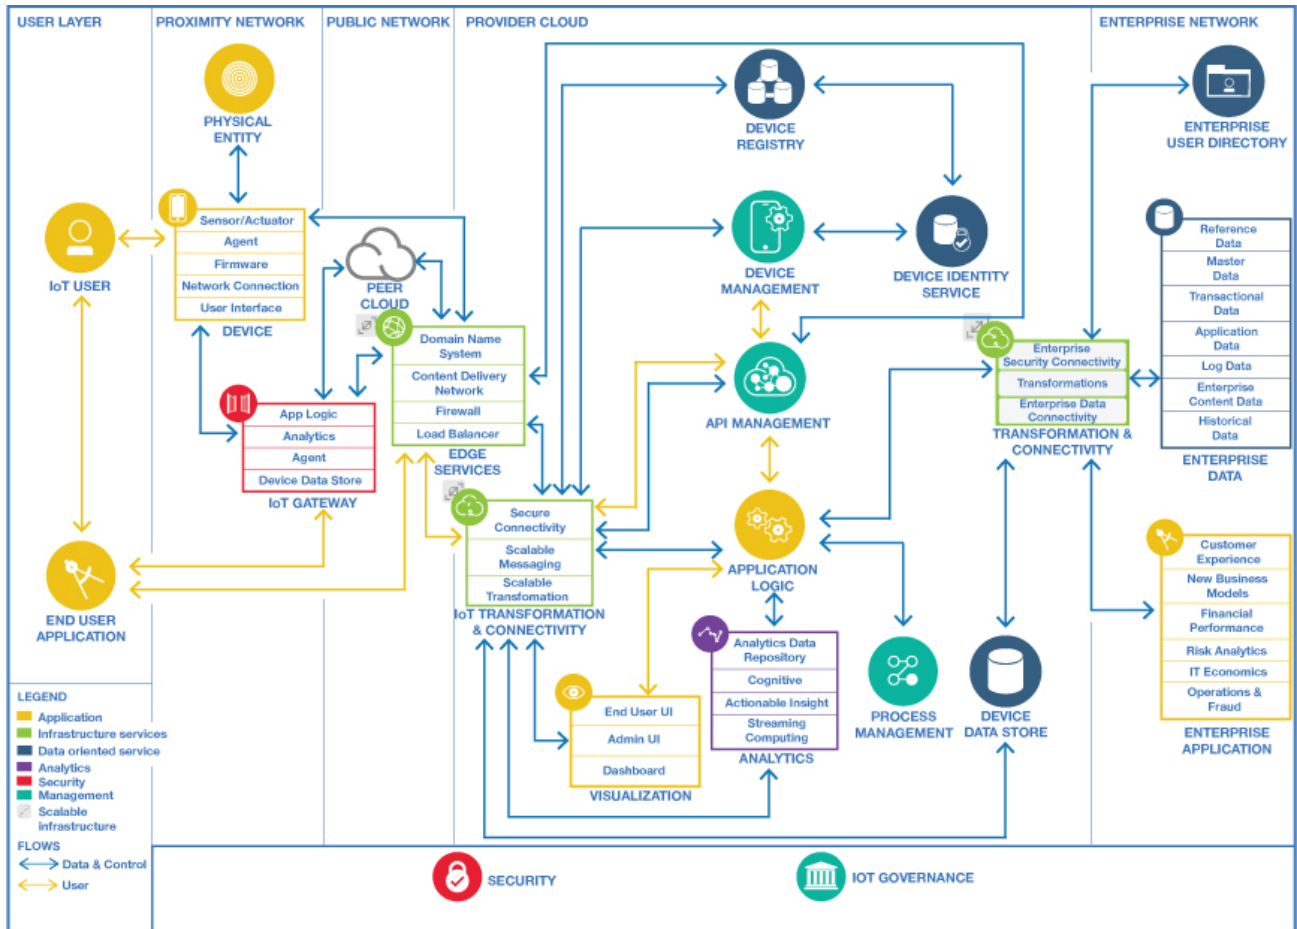 USER LAYER
PROXIMITY NETWORK
PUBLIC NETWORK
PROVIDER CLOUD
ENTERPRISE NETWORK
PHYSICAL
ENTITY
DEVICE
REGISTRY
ENTERPRISE
USER DIRECTORY
IoT USER
Sensor/Actuator
Agent
Firmware
Network Connection
User Interface
DEVICE
PEER
CLOUD
DEVICE
MANAGEMENT
DEVICE IDENTITY
SERVICE
Reference
Data
Master
Data
Transactional
Data
Application
Data
Log Data
Enterprise
Content Data
Historical
Data
ENTERPRISE
DATA
Domain Name
System
Content Delivery
Network
Firewall
Load Balancer
EDGE
SERVICES
API MANAGEMENT
Enterprise
Security Connectivity
Transformations
Enterprise Data
Connectivity
TRANSFORMATION &
CONNECTIVITY
App Logic
Analytics
Agent
Device Data Store
IoT GATEWAY
Secure
Connectivity
Scalable
Messaging
Scalable
Transfomation
IoT TRANSFORMATION
& CONNECTIVITY
APPLICATION
LOGIC
END USER
APPLICATION
Customer
Experience
New Business
Models
Financial
Performance
Risk Analytics
IT Economics
Operations &
Fraud
ENTERPRISE
APPLICATION
Analytics Data
Repository
Cognitive
Actionable Insight
Streaming
Computing
ANALYTICS
PROCESS
MANAGEMENT
DEVICE
DATA STORE
End User UI
Admin UI
Dashboard
VISUALIZATION
LEGEND
Application
Infrastructure services
Data oriented service
Analytics
Security
Management
Scalable
infrastructure
FLOWS
Data & Control
User
SECURITY
IOT GOVERNANCE